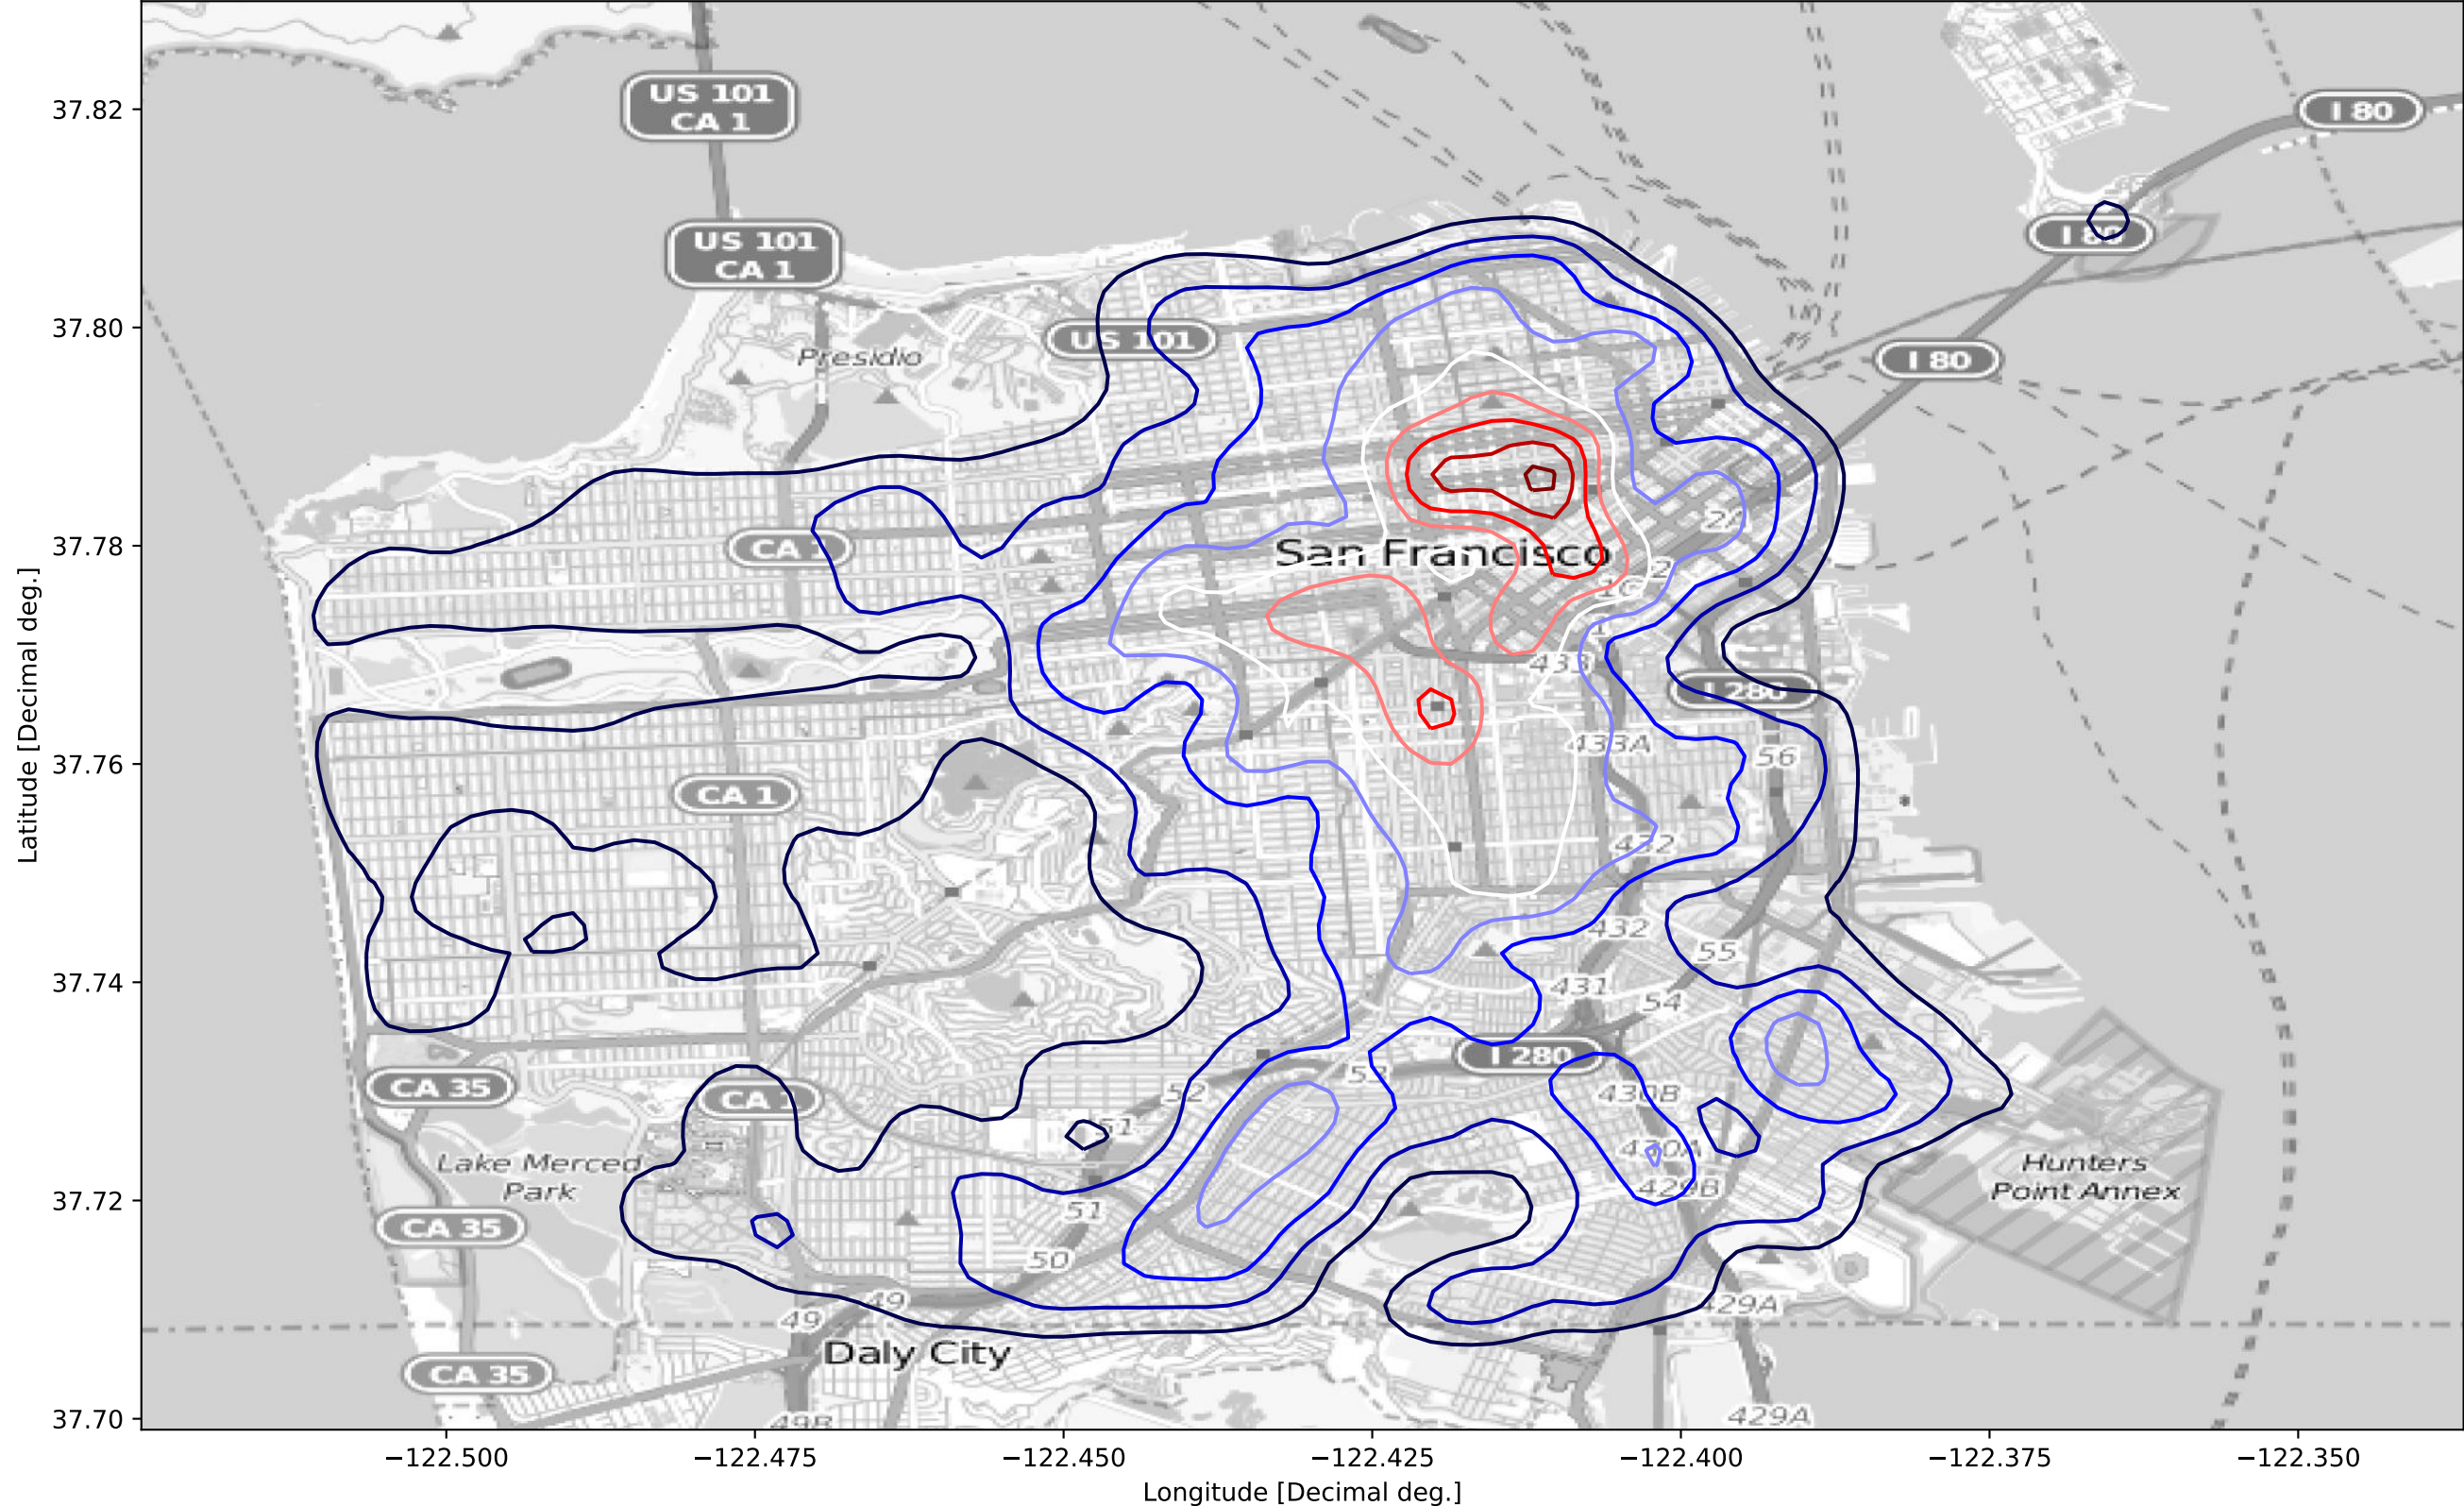 37.82
37.80
37.78
37.76
37.74
37.72
37.70
Latitude [Decimal deg.]
−122.500
−122.475
−122.450
−122.425
−122.400
−122.375
−122.350
Longitude [Decimal deg.]
US 101
CA 1
I 80
US 101
CA 1
I 80
US 101
Presidio
I 80
2A
CA 1
San Francisco
433
I 280
433A
56
CA 1
432
432
55
431
54
I 280
53
CA 35
CA 1
52
430B
51
430A
Lake Merced
Park
429B
Hunters
Point Annex
51
CA 35
50
49
429A
49
Daly City
CA 35
49B
429A